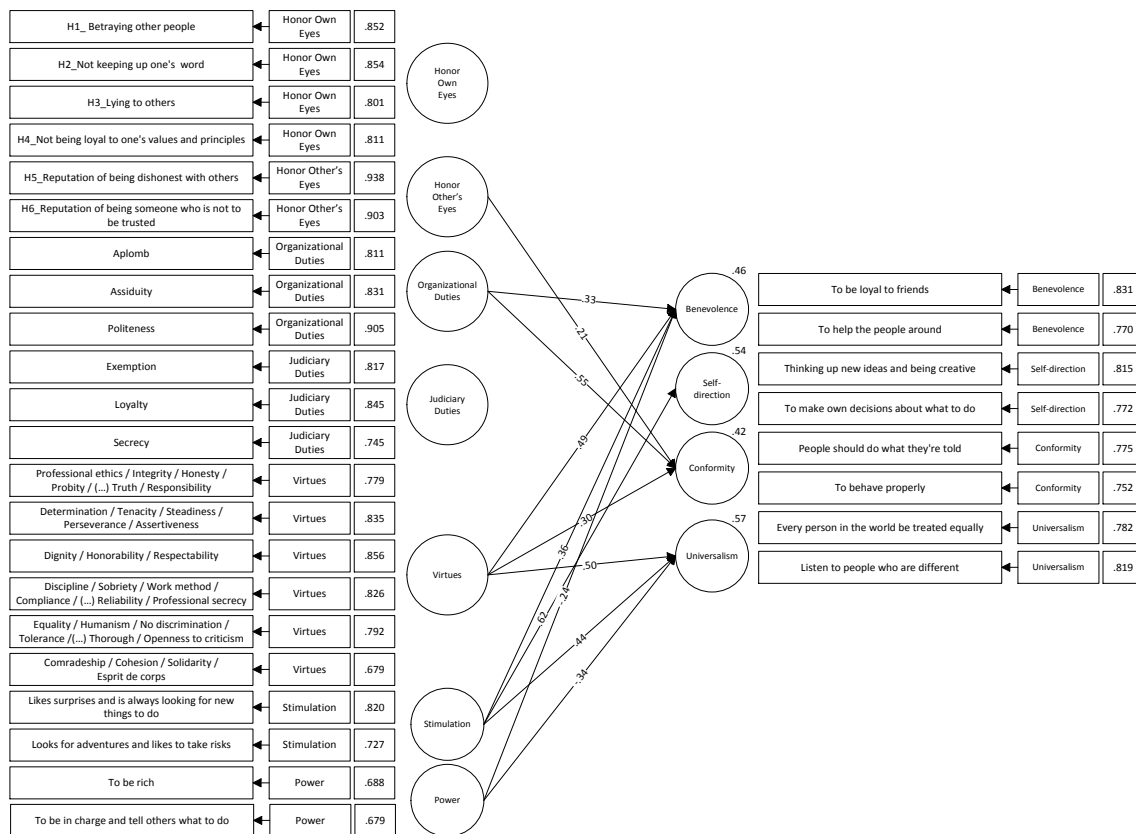 H1_ Betraying other people
Honor Own
Eyes
.852
H2_Not keeping up one's word
Honor Own
Eyes
.854
H3_Lying to others
Honor Own
Eyes
.801
H4_Not being loyal to one's values and principles
Honor Own
Eyes
.811
H5_Reputation of being dishonest with others
Honor Other's
Eyes
.938
H6_Reputation of being someone who is not to
be trusted
Honor Other's
Eyes
.903
Aplomb
Organizational
Duties
.811
Assiduity
Organizational
Duties
.831
Politeness
Organizational
Duties
.905
Exemption
Judiciary
Duties
.817
Loyalty
Judiciary
Duties
.845
Secrecy
Judiciary
Duties
.745
Professional ethics / Integrity / Honesty /
Probity / (...) Truth / Responsibility
Virtues
.779
Determination / Tenacity / Steadiness /
Perseverance / Assertiveness
Virtues
.835
Dignity / Honorability / Respectability
Virtues
.856
Discipline / Sobriety / Work method /
Compliance / (...) Reliability / Professional secrecy
Virtues
.826
Equality / Humanism / No discrimination /
Tolerance /(...) Thorough / Openness to criticism
Virtues
.792
Comradeship / Cohesion / Solidarity /
Esprit de corps
Virtues
.679
Likes surprises and is always looking for new
things to do
Stimulation
.820
Looks for adventures and likes to take risks
Stimulation
.727
To be rich
Power
.688
To be in charge and tell others what to do
Power
.679
Honor
Own
Eyes
Honor
Other's
Eyes
Organizational
Duties
Judiciary
Duties
Virtues
Stimulation
Power
.33
.21
.55
.49
.30
.36
.50
-.24
.62
.44
-.34
.46
Benevolence
.54
Self-
direction
.42
Conformity
.57
Universalism
To be loyal to friends
Benevolence
.831
To help the people around
Benevolence
.770
Thinking up new ideas and being creative
Self-direction
.815
To make own decisions about what to do
Self-direction
.772
People should do what they're told
Conformity
.775
To behave properly
Conformity
.752
Every person in the world be treated equally
Universalism
.782
Listen to people who are different
Universalism
.819